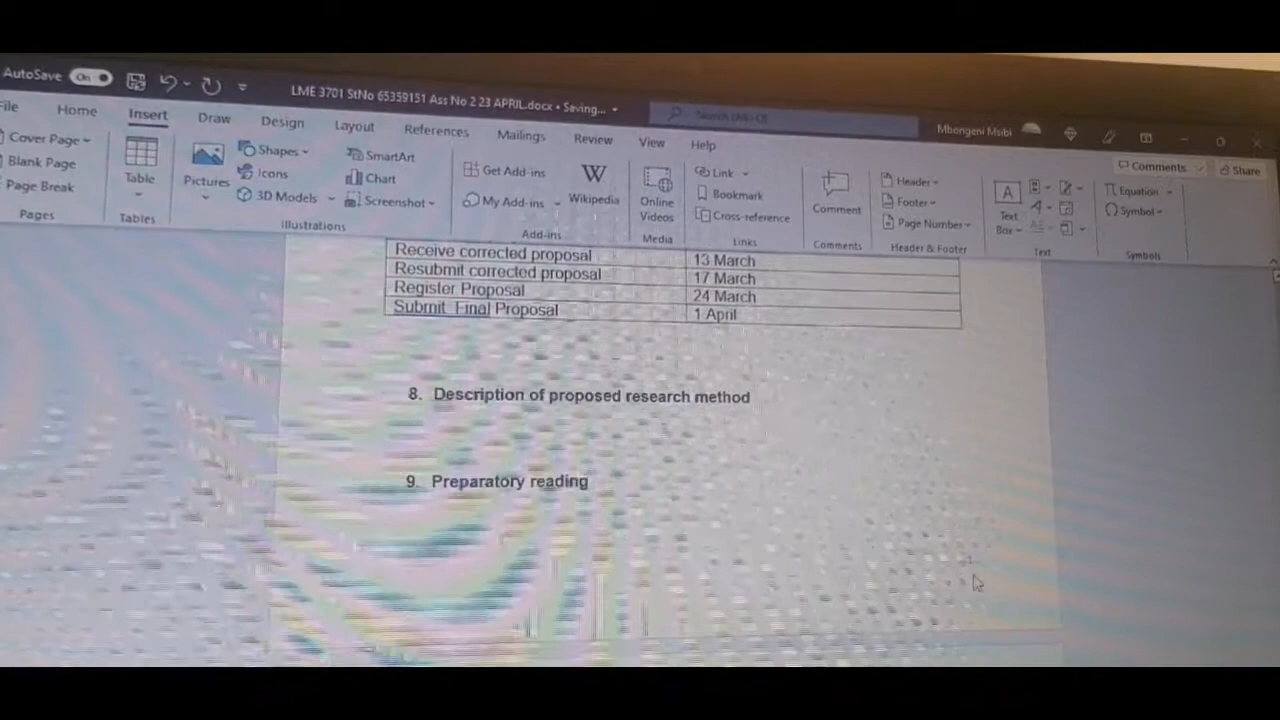 AutoSave On LME 3701 StNo 65359151 Ass No 2 23 APRIL.docx • Saving... Mbongeni Msibi
File Home Insert Draw Design Layout References Mailings Review View Help Comments Share
Cover Page
Blank Page
Page Break
Pages
Table
Tables
Pictures
Shapes
Icons
3D Models
SmartArt
Chart
Screenshot
Illustrations
Get Add-ins
My Add-ins
Wikipedia
Add-ins
Online
Videos
Media
Link
Bookmark
Cross-reference
Links
Comment
Comments
Header
Footer
Page Number
Header & Footer
A
Text
Box
Text
Equation
Symbol
Symbols
Receive corrected proposal 13 March
Resubmit corrected proposal 17 March
Register Proposal 24 March
Submit Final Proposal 1 April
8. Description of proposed research method
9. Preparatory reading